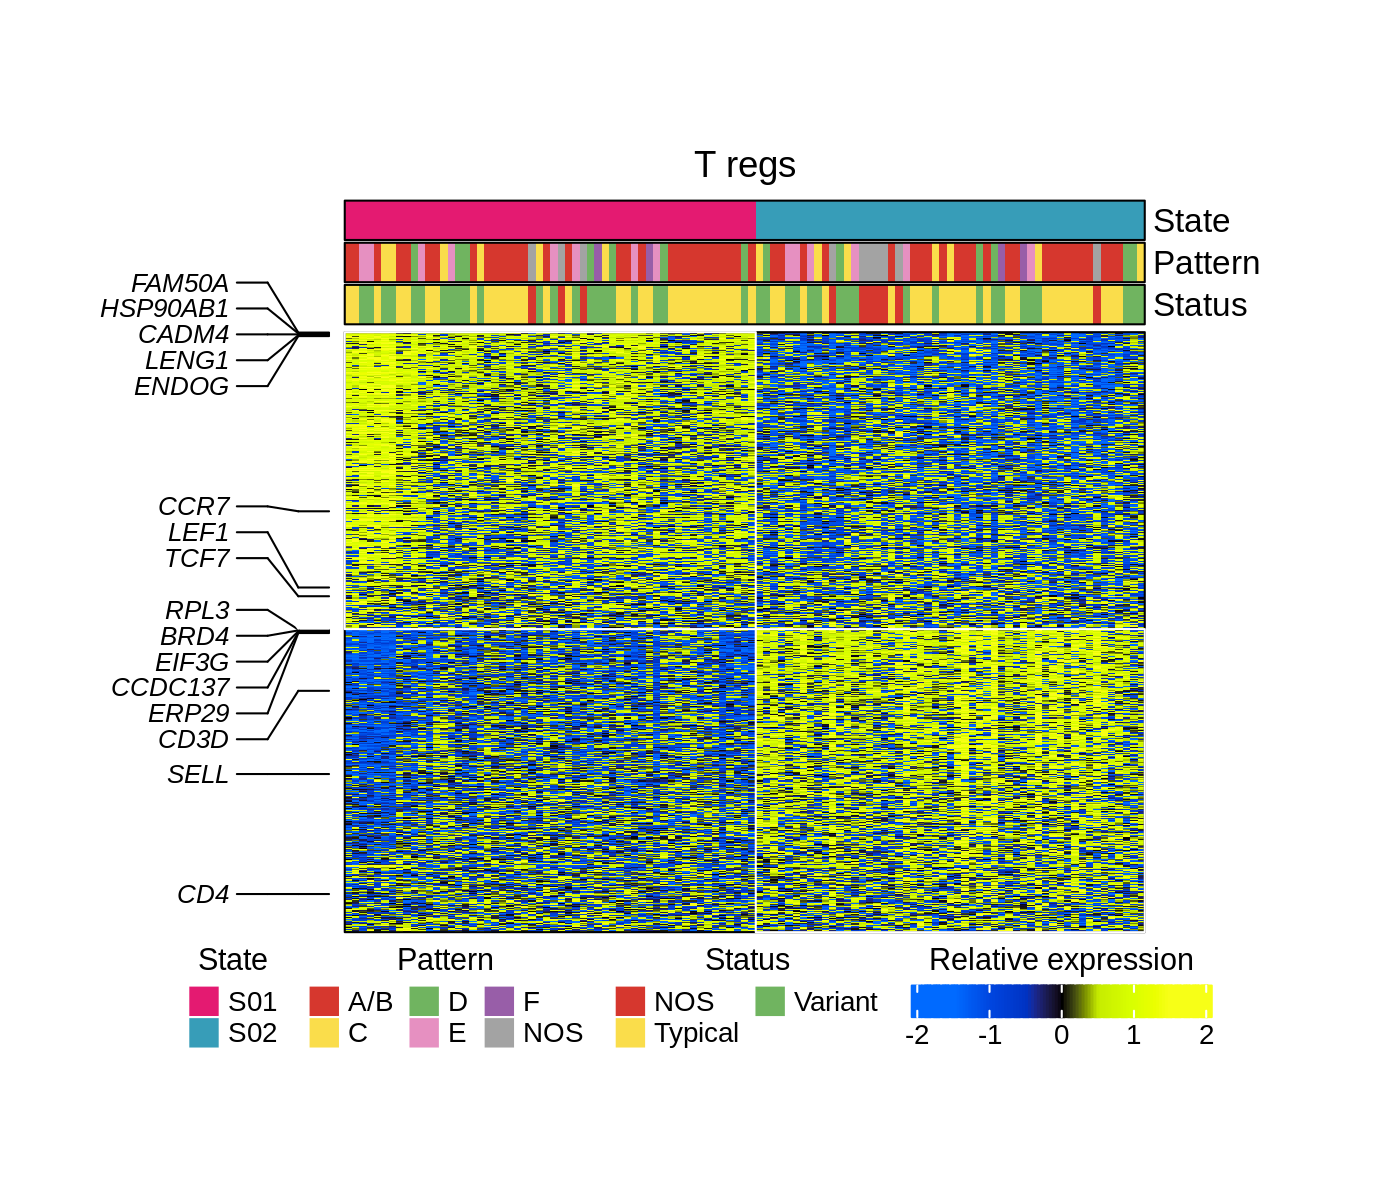 T regs
State
Pattern
Status
FAM50A
HSP90AB1
CADM4
LENG1
ENDOG
CCR7
LEF1
TCF7
RPL3
BRD4
EIF3G
CCDC137
ERP29
CD3D
SELL
CD4
State Pattern Status Relative expression
S01 A/B D F NOS Variant
S02 C E NOS Typical
-2 -1 0 1 2